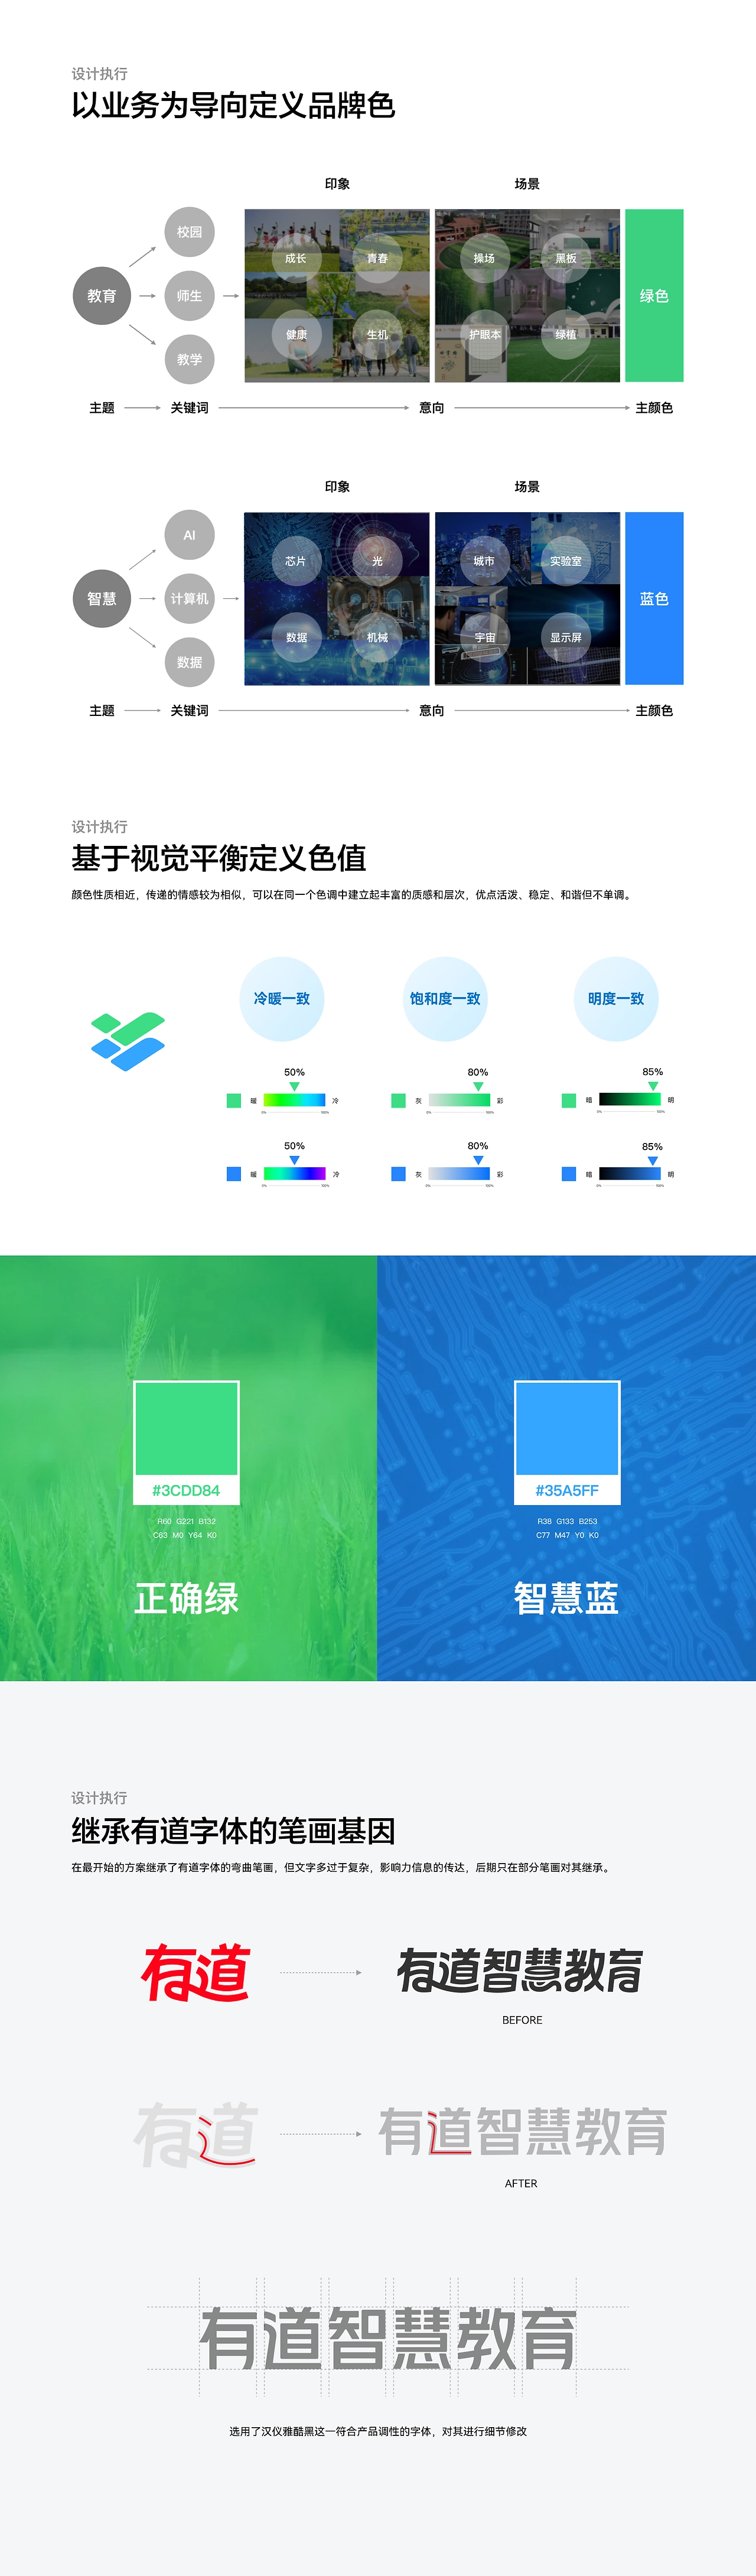 设计执行
以业务为导向定义品牌色
印象
场景
教育
校园
师生
教学
成长
青春
健康
生机
操场
黑板
护眼本
绿植
绿色
主题
关键词
意向
主颜色
印象
场景
智慧
AI
计算机
数据
芯片
光
数据
机械
城市
实验室
宇宙
显示屏
蓝色
主题
关键词
意向
主颜色
设计执行
基于视觉平衡定义色值
颜色性质相近，传递的情感较为相似，可以在同一个色调中建立起丰富的质感和层次，优点活泼、稳定、和谐但不单调。
冷暖一致
饱和度一致
明度一致
50%
80%
85%
暖
冷
灰
彩
暗
明
0%
100%
0%
100%
0%
100%
50%
80%
85%
暖
冷
灰
彩
暗
明
0%
100%
0%
100%
0%
100%
#3CDD84
R60 G221 B132
C63 M0 Y64 K0
正确绿
#35A5FF
R38 G133 B253
C77 M47 Y0 K0
智慧蓝
设计执行
继承有道字体的笔画基因
在最开始的方案继承了有道字体的弯曲笔画，但文字多过于复杂，影响力信息的传达，后期只在部分笔画对其继承。
有道
有道智慧教育
BEFORE
有道
有道智慧教育
AFTER
有道智慧教育
选用了汉仪雅酷黑这一符合产品调性的字体，对其进行细节修改